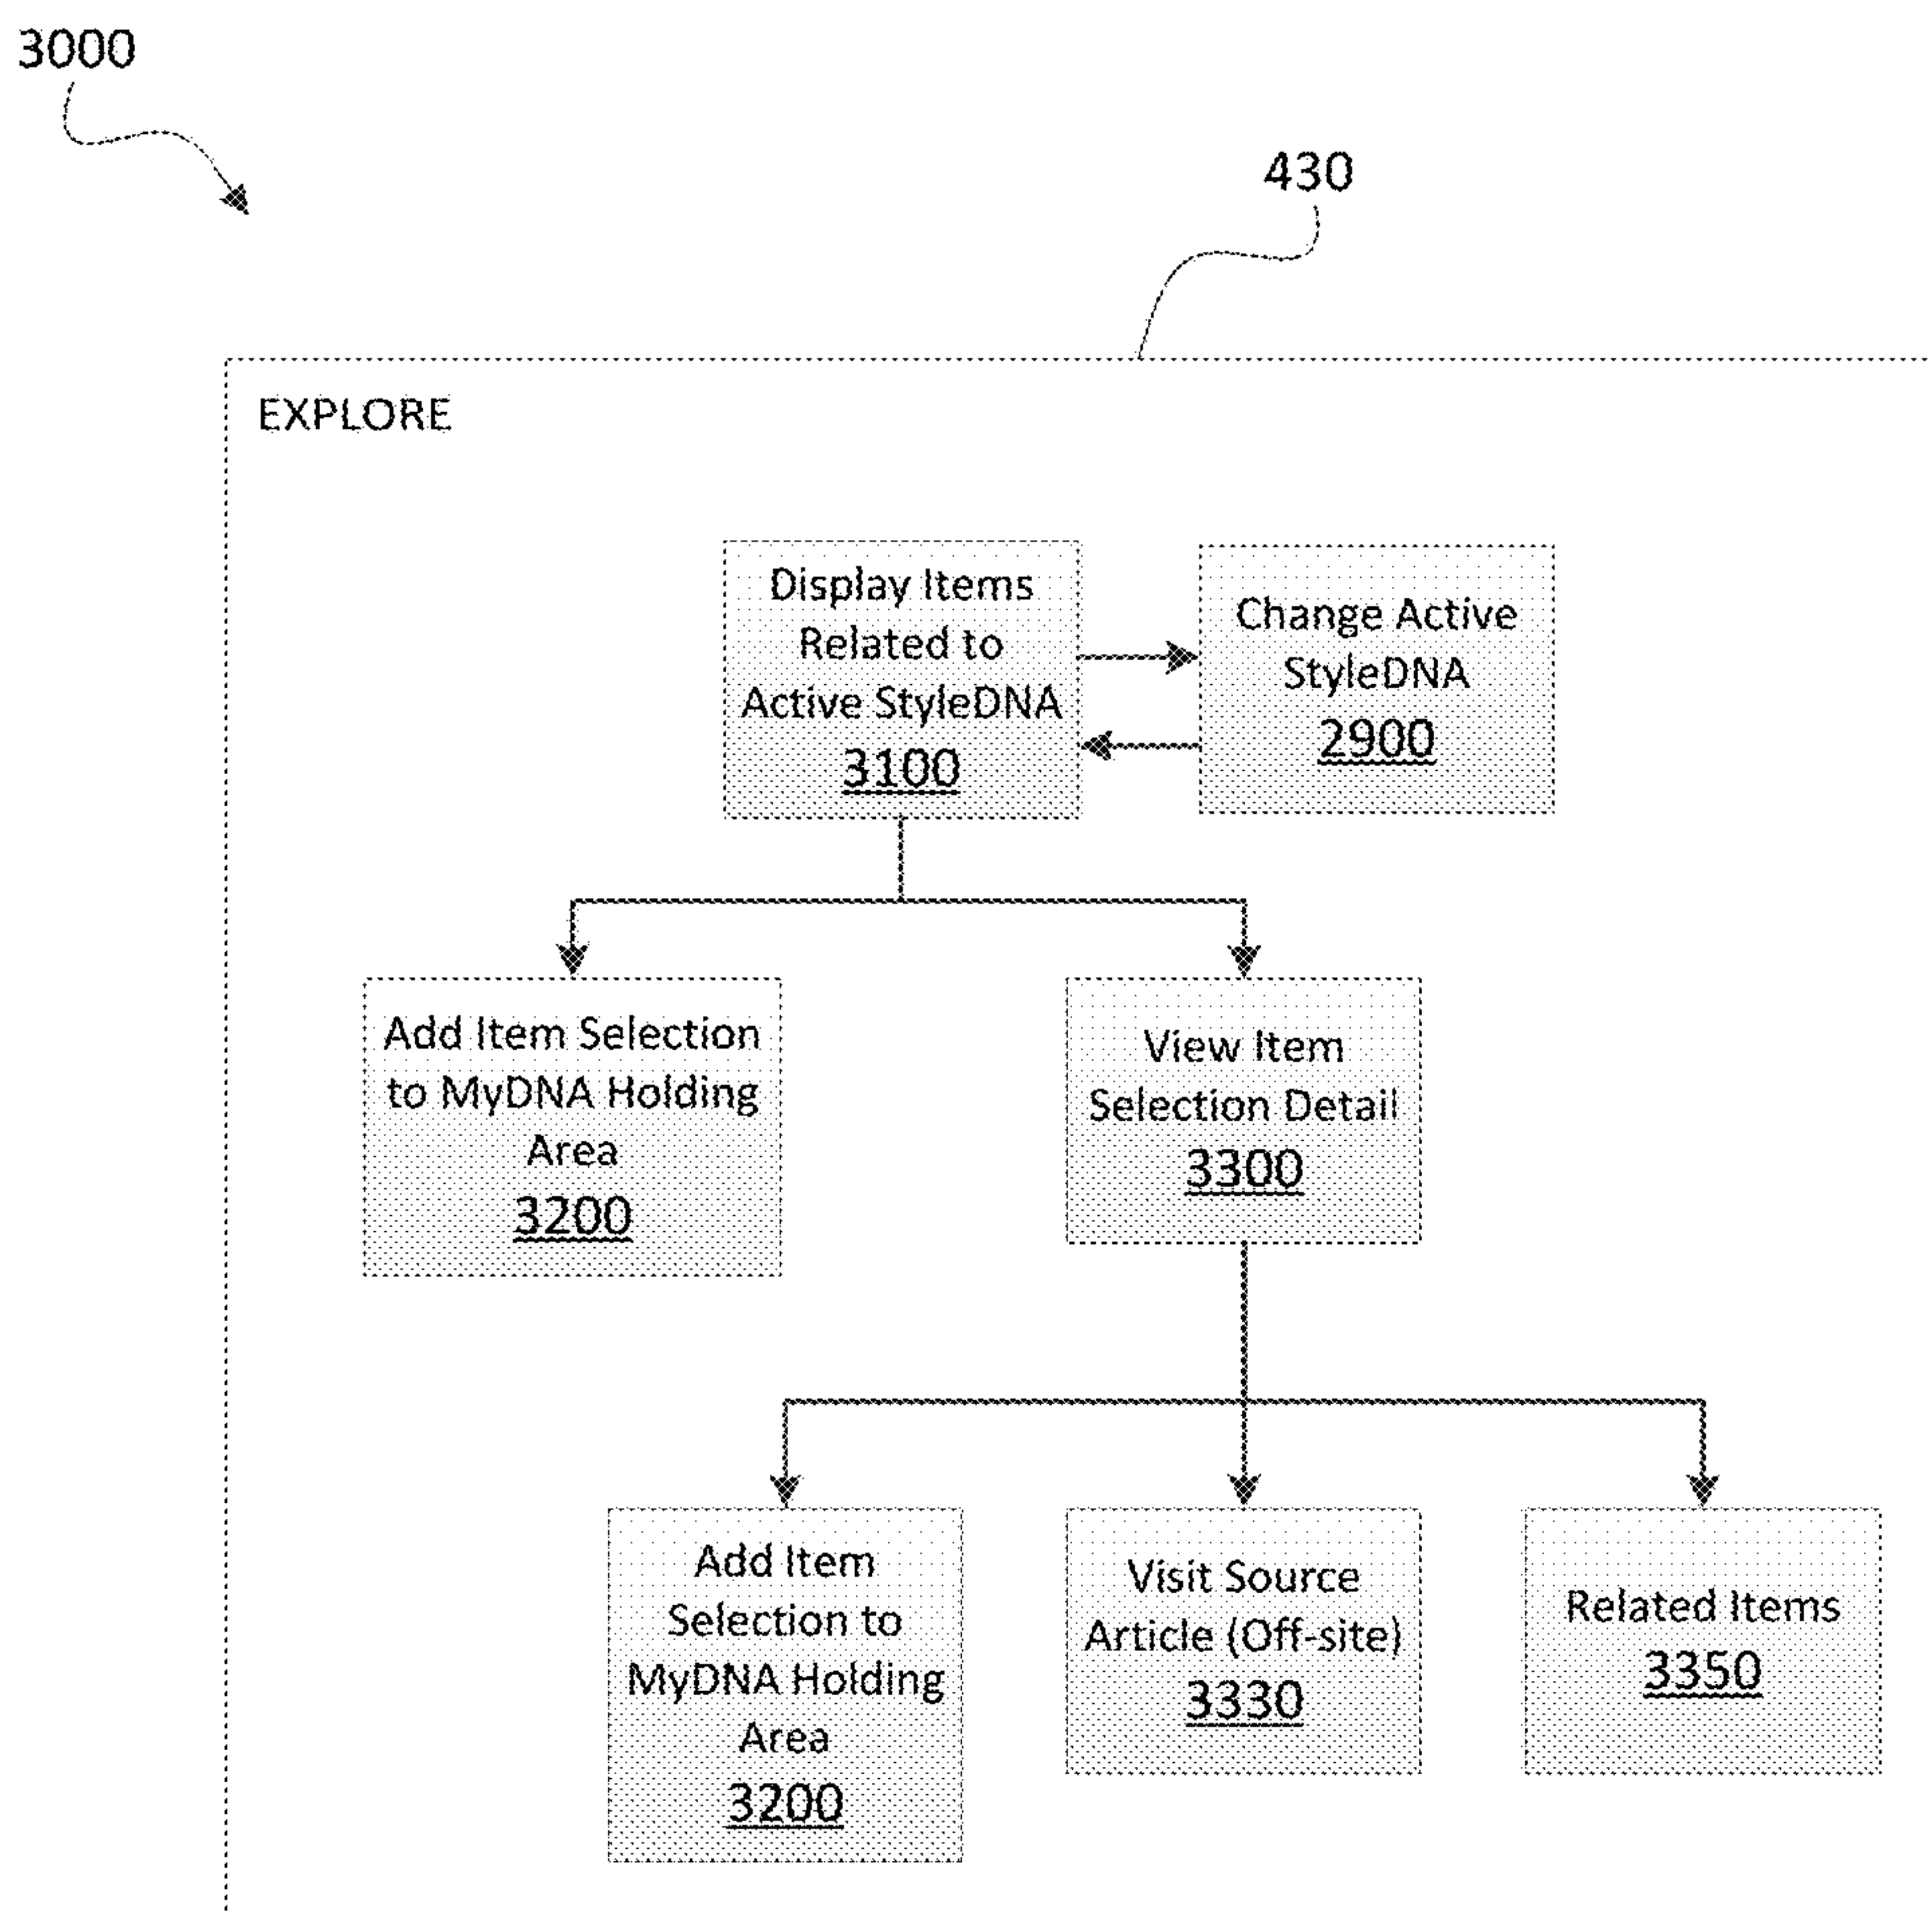 3000
430
EXPLORE
Display Items
Related to
Active StyleDNA
3100
Change Active
StyleDNA
2900
Add Item Selection
to MyDNA Holding
Area
3200
View Item
Selection Detail
3300
Add Item
Selection to
MyDNA Holding
Area
3200
Visit Source
Article (Off-site)
3330
Related Items
3350